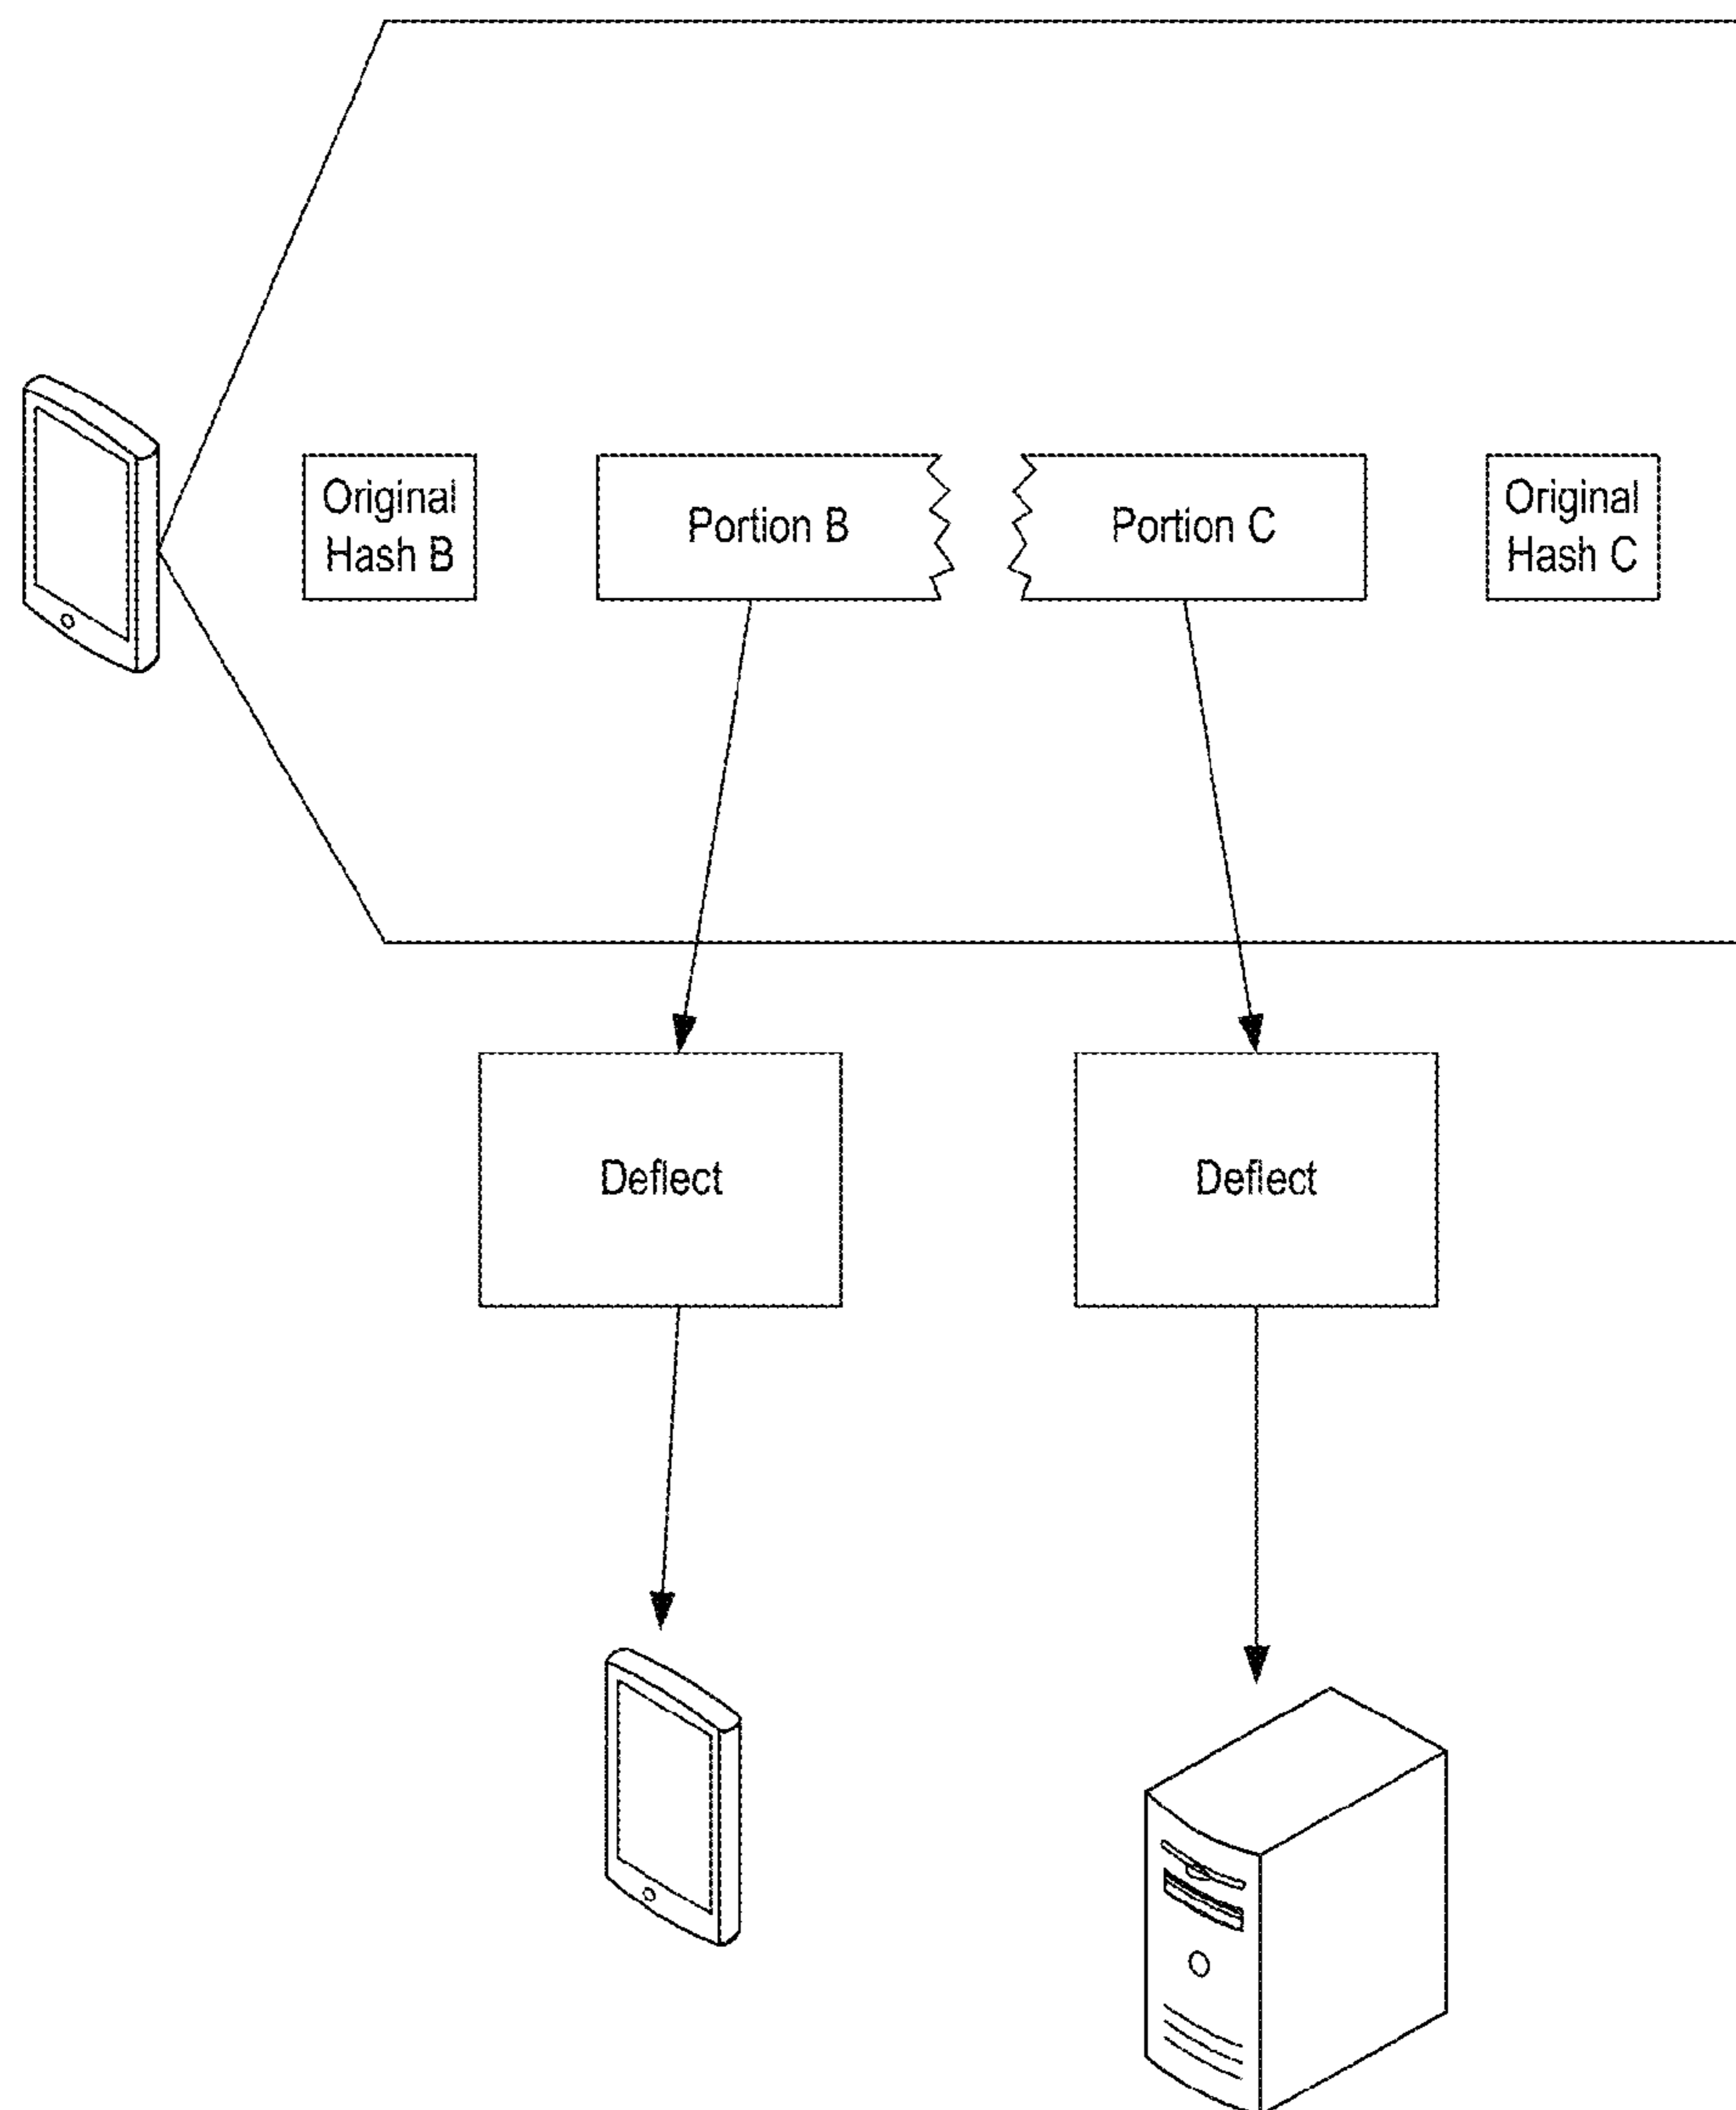 Original
Hash B
Portion B
Portion C
Original
Hash C
Deflect
Deflect